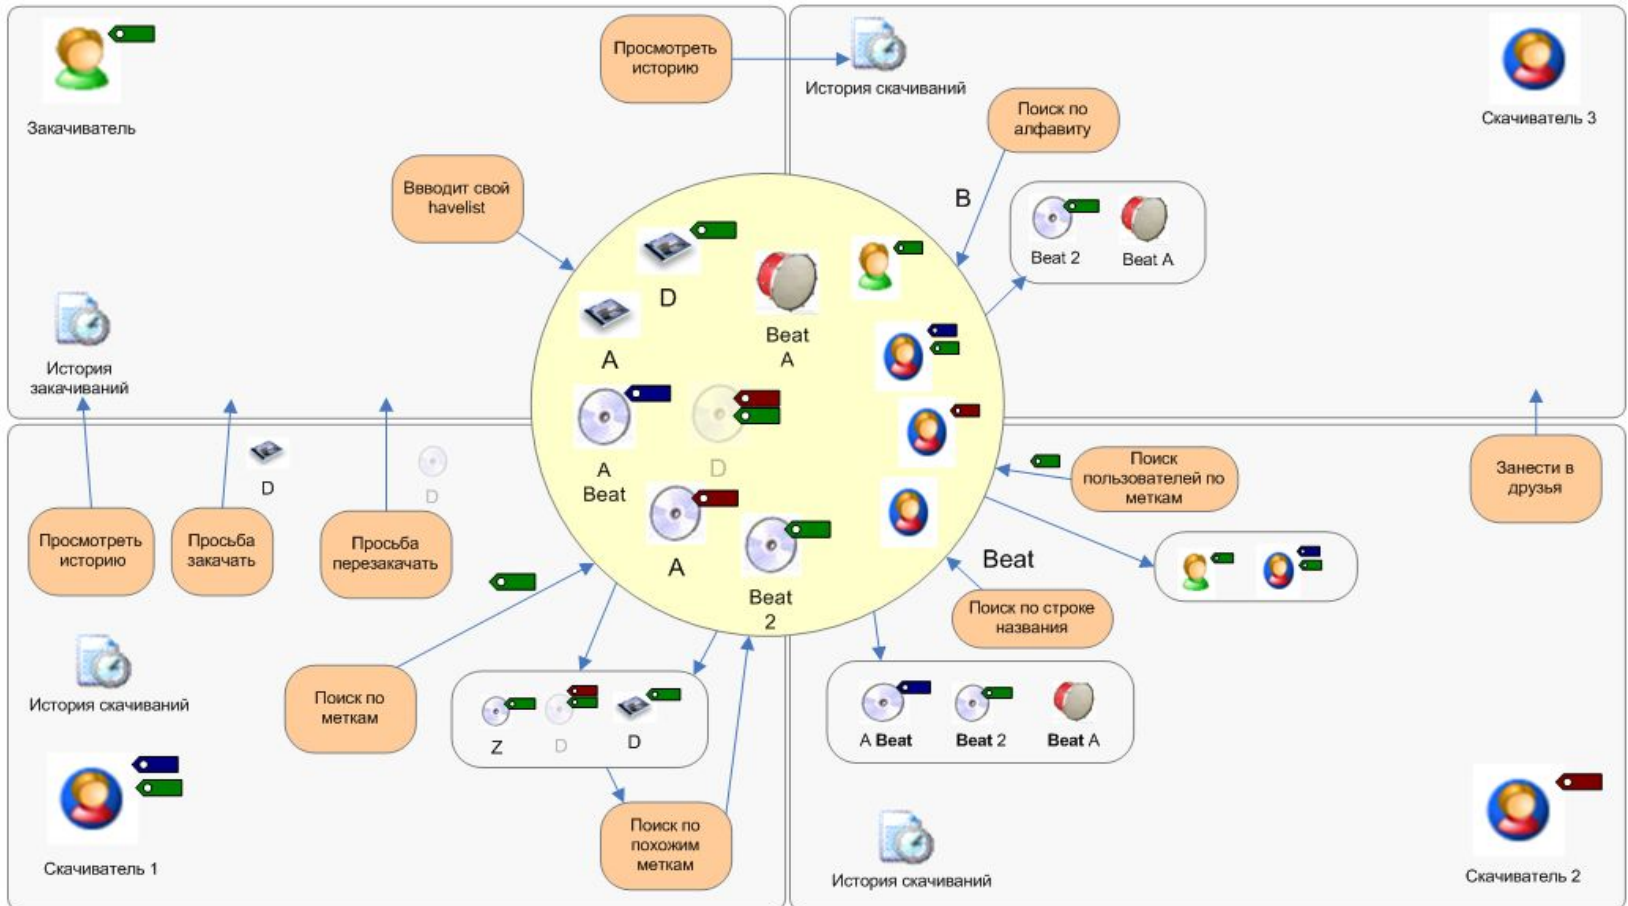 Закачиватель
Просмотреть
историю
История скачиваний
Скачиватель 3
Поиск по
алфавиту
B
Ввводит свой
havelist
Beat 2
Beat A
История
закачиваний
D
A
Beat
A
A
Beat
D
A
Beat
2
D
D
Просмотреть
историю
Просьба
закачать
Просьба
перезакачать
Поиск
пользователей по
меткам
Занести в
друзья
Beat
Поиск по строке
названия
История скачиваний
Поиск по
меткам
Z
D
D
A Beat
Beat 2
Beat A
Поиск по
похожим
меткам
Скачиватель 1
История скачиваний
Скачиватель 2